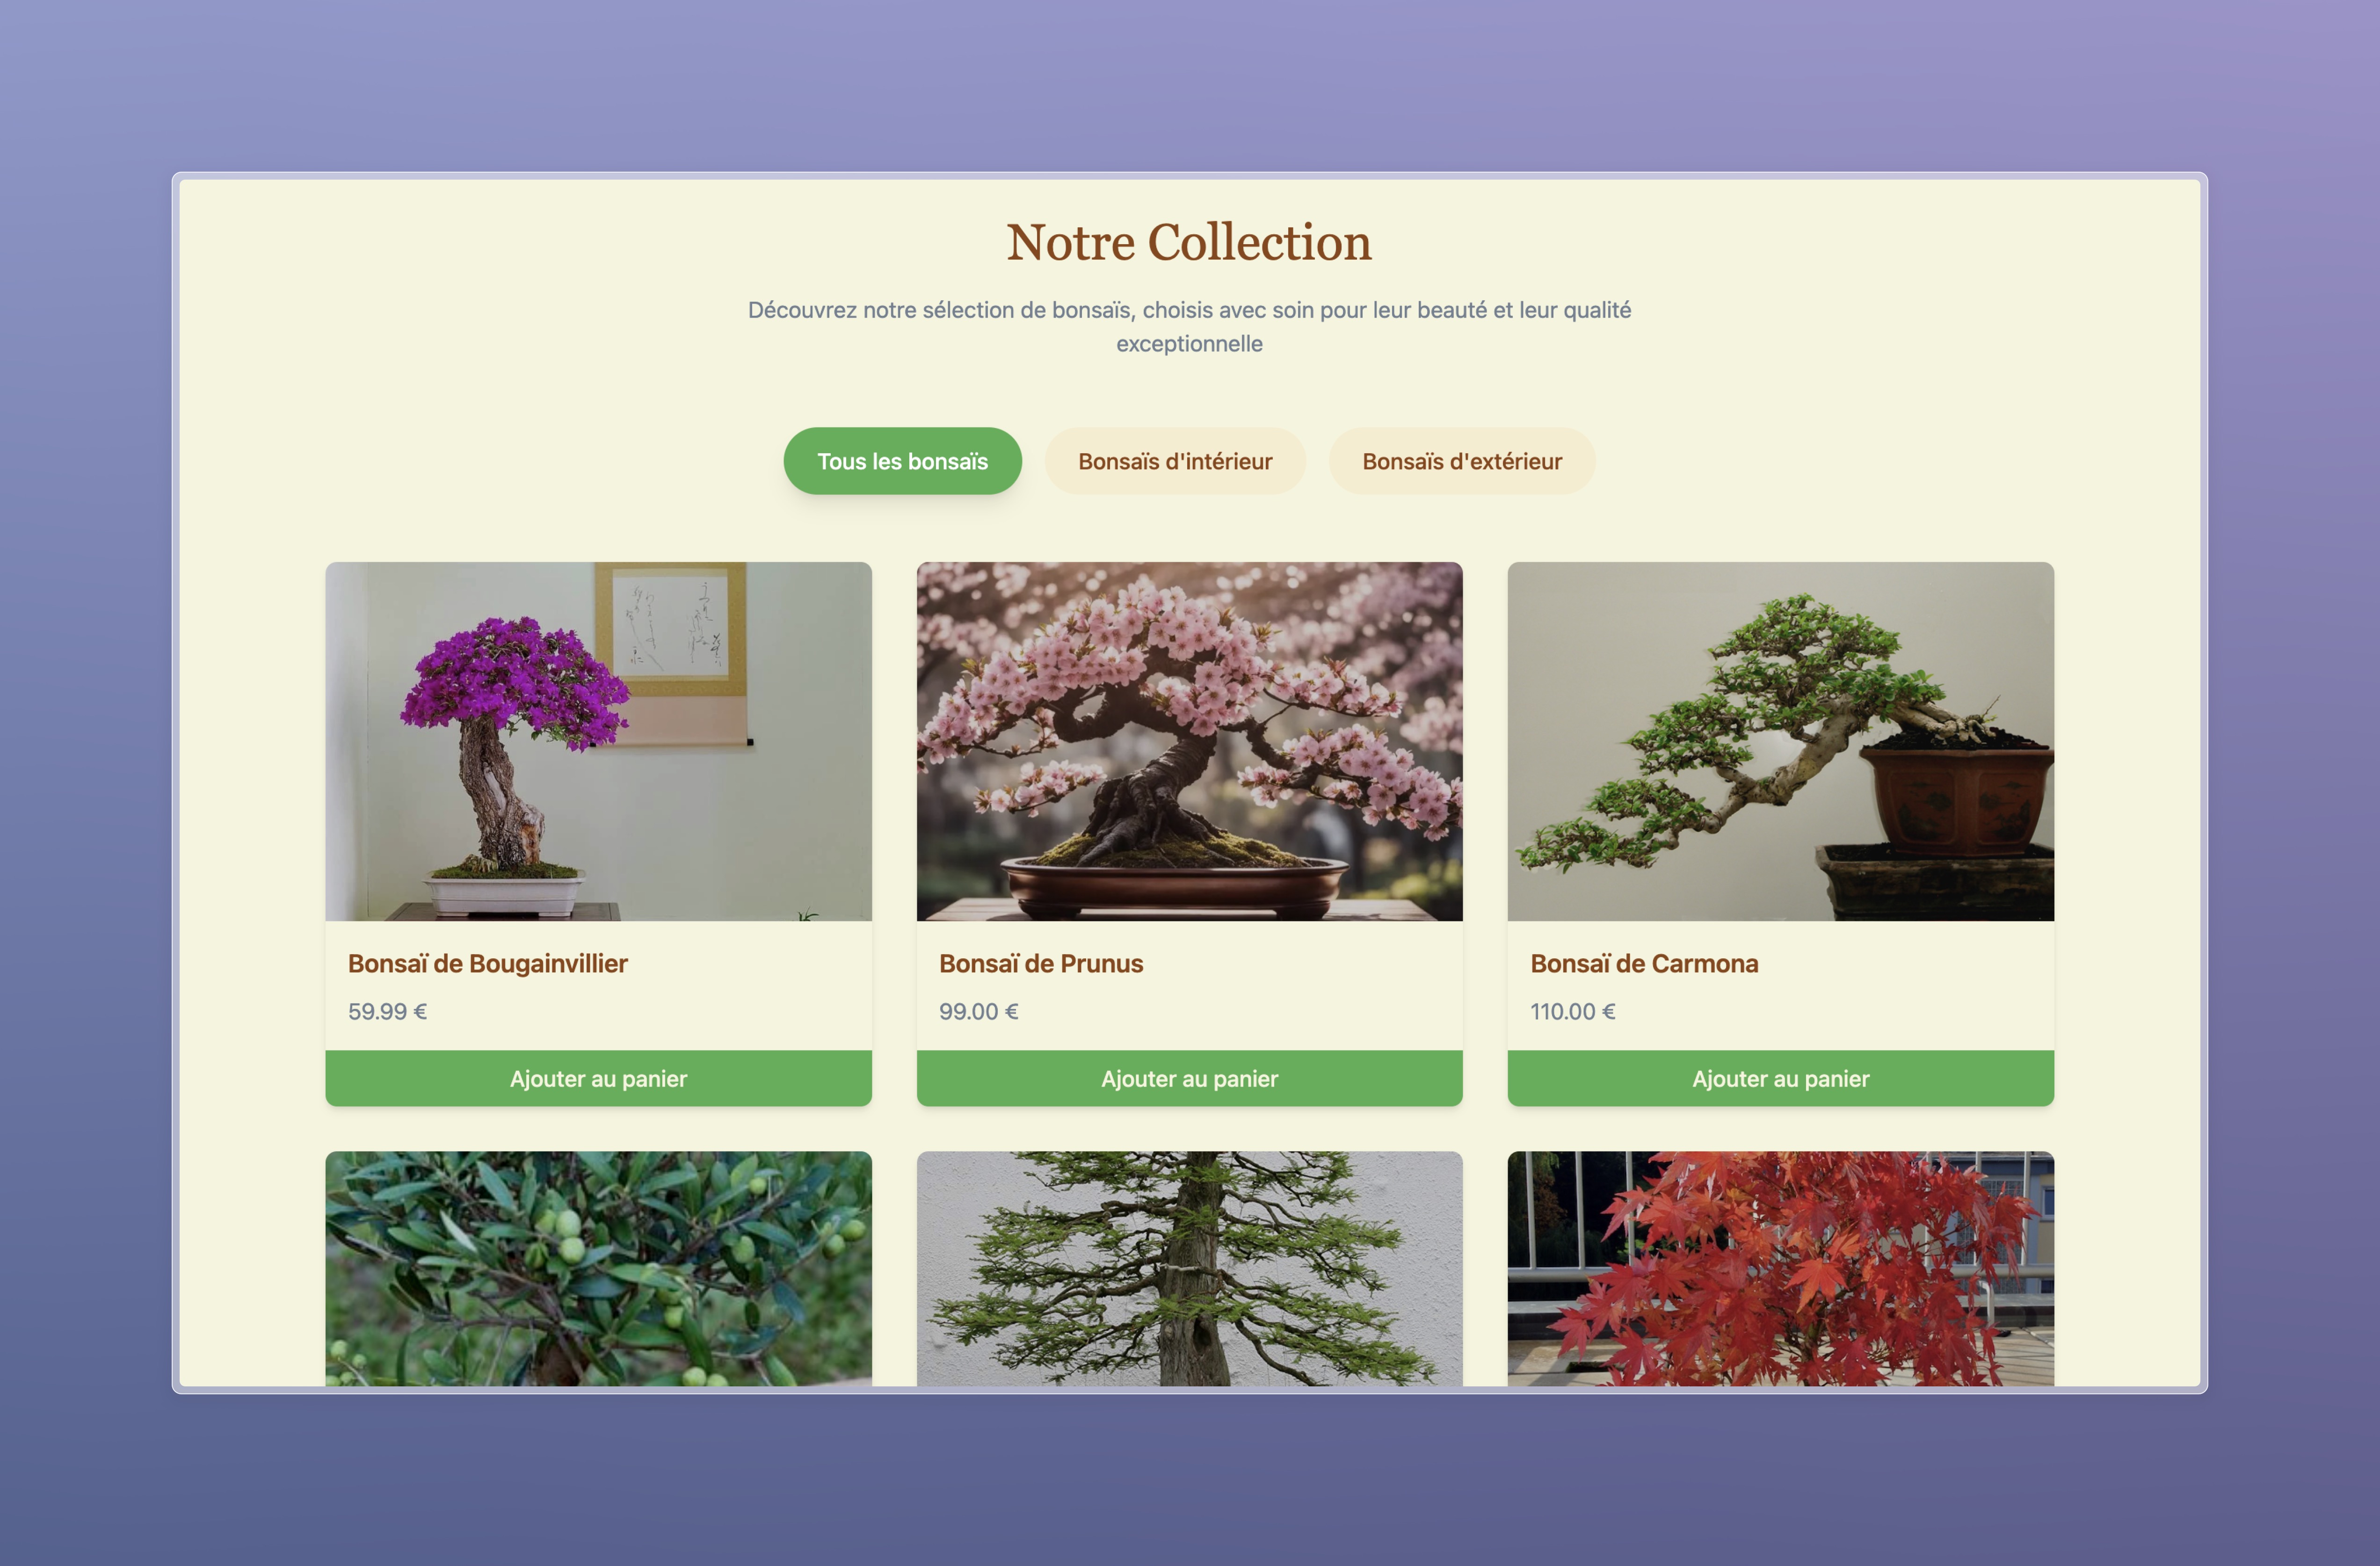 Notre Collection
Découvrez notre sélection de bonsaïs, choisis avec soin pour leur beauté et leur qualité
exceptionnelle
Tous les bonsaïs
Bonsaïs d'intérieur
Bonsaïs d'extérieur
Bonsaï de Bougainvillier
59.99 €
Ajouter au panier
Bonsaï de Prunus
99.00 €
Ajouter au panier
Bonsaï de Carmona
110.00 €
Ajouter au panier